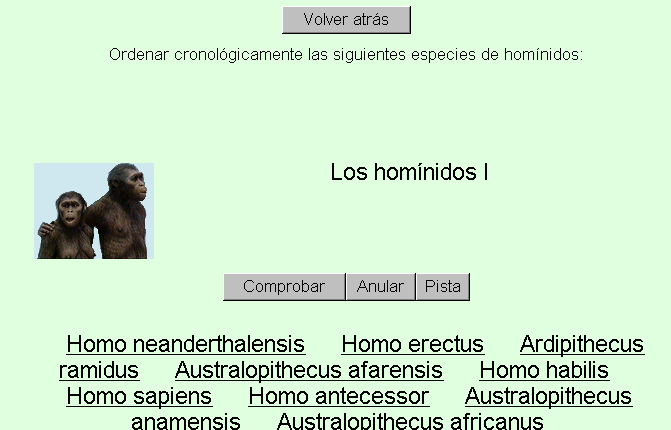 Volver atrás
Ordenar cronológicamente las siguientes especies de homínidos:
Los homínidos I
Comprobar Anular Pista
Homo neanderthalensis Homo erectus Ardipithecus
ramidus Australopithecus afarensis Homo habilis
Homo sapiens Homo antecessor Australopithecus
anamensis Australopithecus africanus